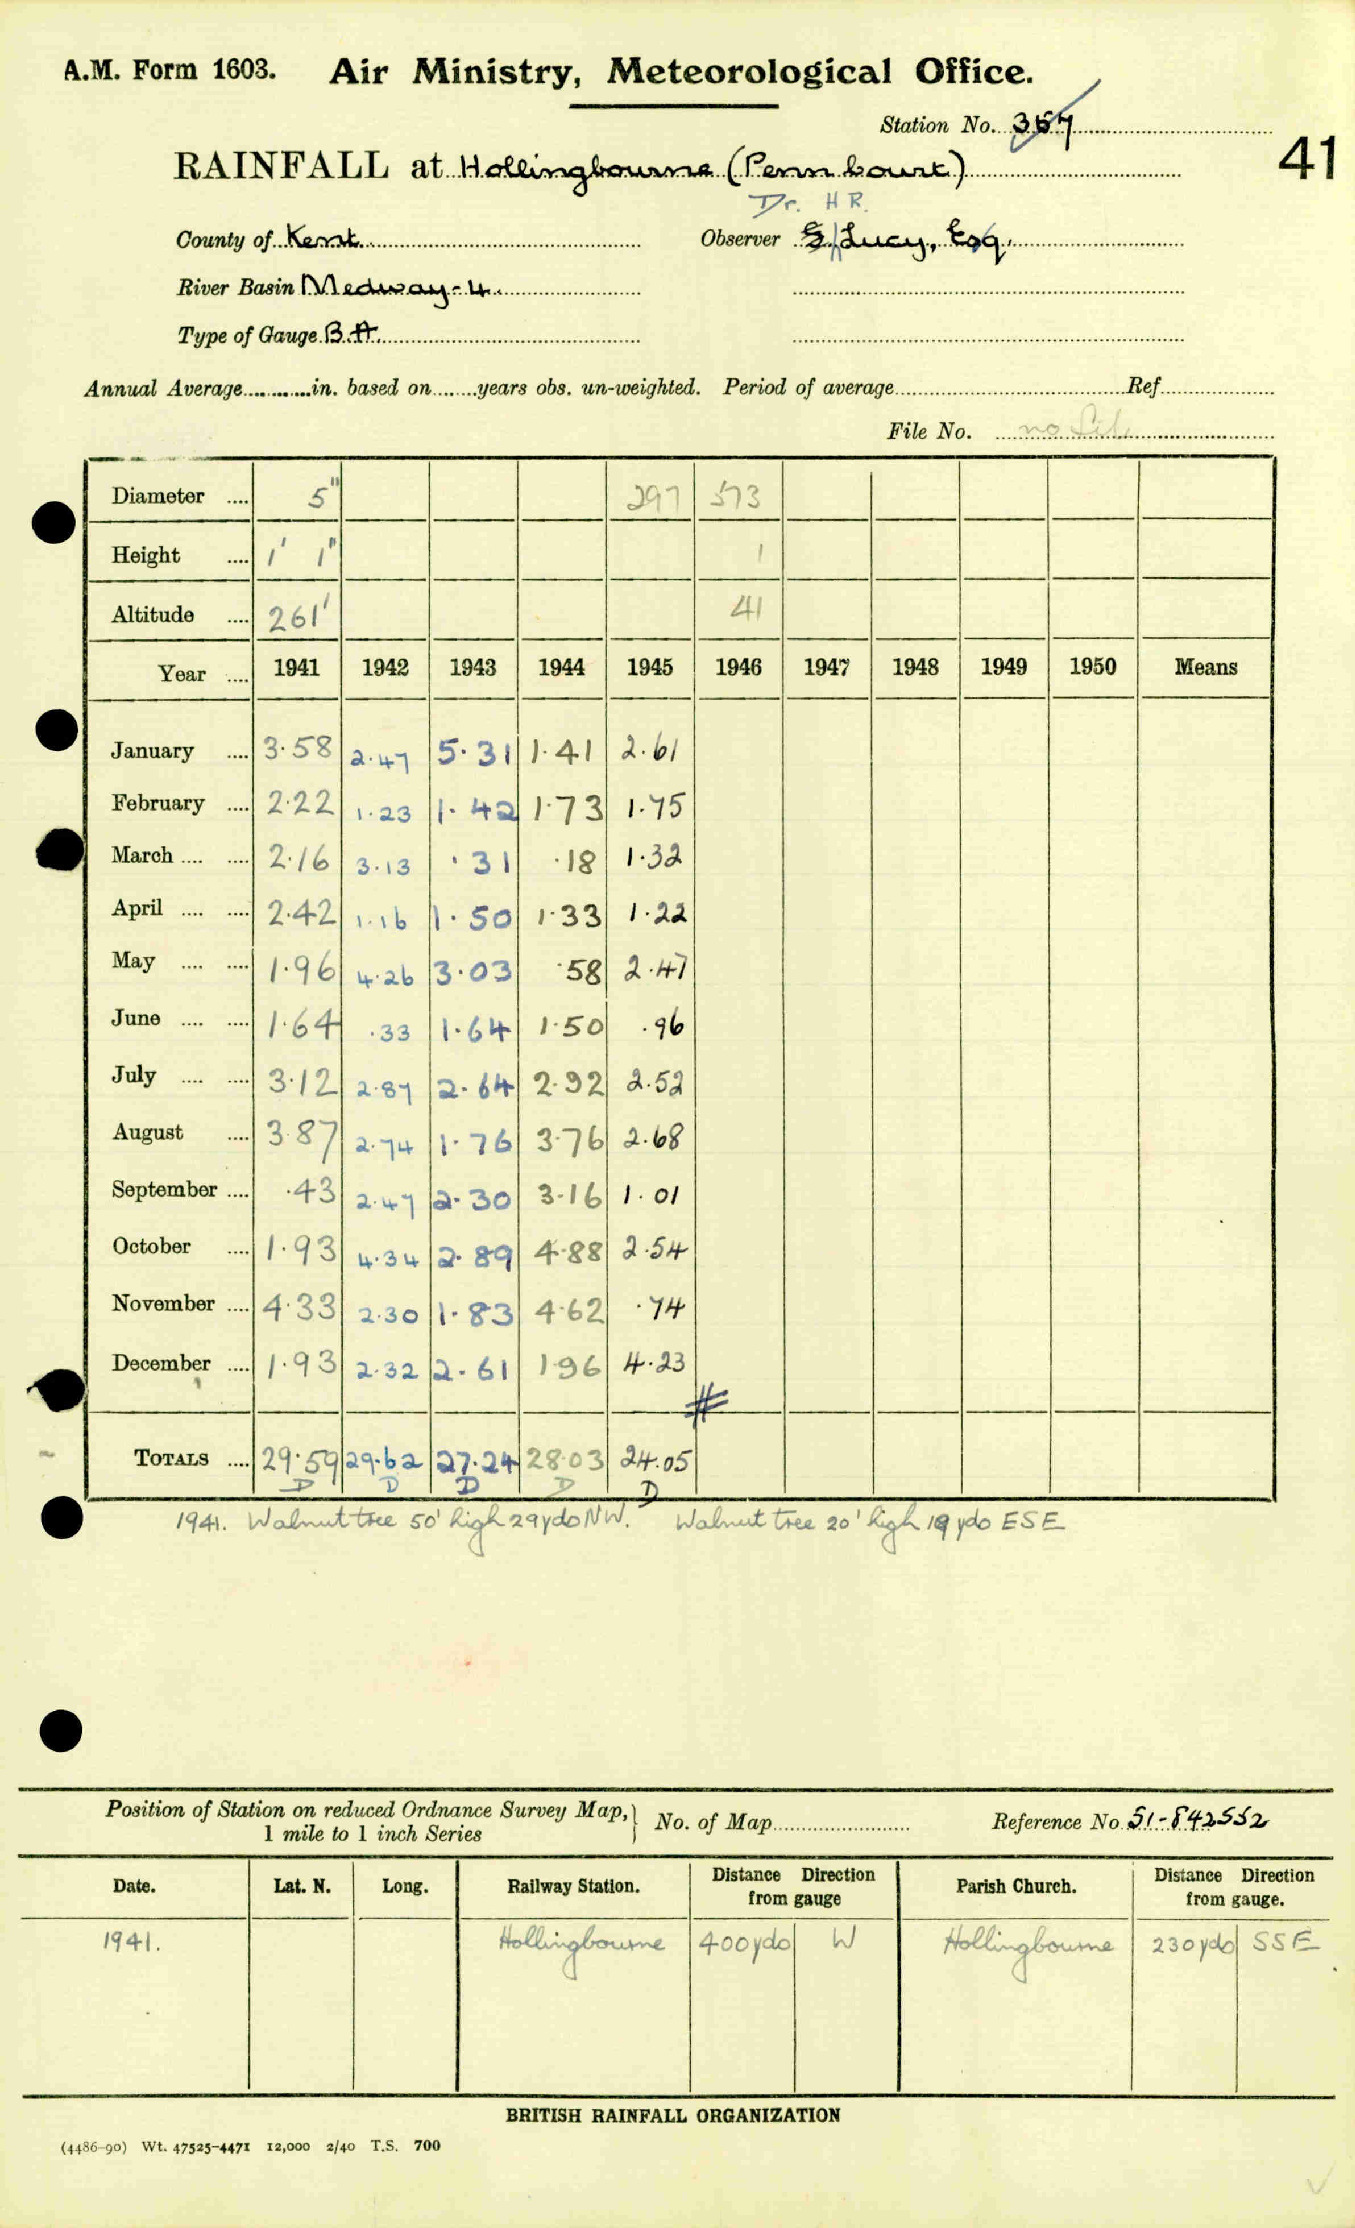 A.M. Form 1603. Air Ministry, Meteorological Office.
Station No. 367
41
RAINFALL at Hollingbourne (Penn Court)
Dr. H R.
County of Kent Observer Lucy, Esq.
River Basin Medway-4.
Type of Gauge B.A.
Annual Average............in. based on........years obs. un-weighted. Period of average............Ref............
File No. no
Diameter .... 5" 297 573
Height .... 1' 1" 1
Altitude .... 261' 41
Year .... 1941 1942 1943 1944 1945 1946 1947 1948 1949 1950 Means
January .... 3·58 2·47 5·31 1·41 2·61
February .... 2·22 1·23 1·42 1·73 1·75
March .... .... 2·16 3·13 ·31 ·18 1·32
April .... .... 2·42 1·16 1·50 1·33 1·22
May .... .... 1·96 4·26 3·03 ·58 2·47
June .... .... 1·64 ·33 1·64 1·50 ·96
July .... .... 3·12 2·87 2·64 2·92 2·52
August .... 3·87 2·74 1·76 3·76 2·68
September .... ·43 2·47 2·30 3·16 1·01
October .... 1·93 4·34 2·89 4·88 2·54
November .... 4·33 2·30 1·83 4·62 ·74
December .... 1·93 2·32 2·61 1·96 4·23
#
TOTALS .... 29·59 29·62 27·24 28·03 24·05
D D D D D
1941. Walnut tree 50' high 29yds NW. Walnut tree 20' high 19 yds ESE
Position of Station on reduced Ordnance Survey Map, 1 mile to 1 inch Series } No. of Map............ Reference No. 51-842552
Date. Lat. N. Long. Railway Station. Distance Direction from gauge Parish Church. Distance Direction from gauge.
1941. Hollingbourne 400yds W Hollingbourne 230yds SSE
BRITISH RAINFALL ORGANIZATION
(4486-90) Wt. 47525-4471 12,000 2/40 T.S. 700